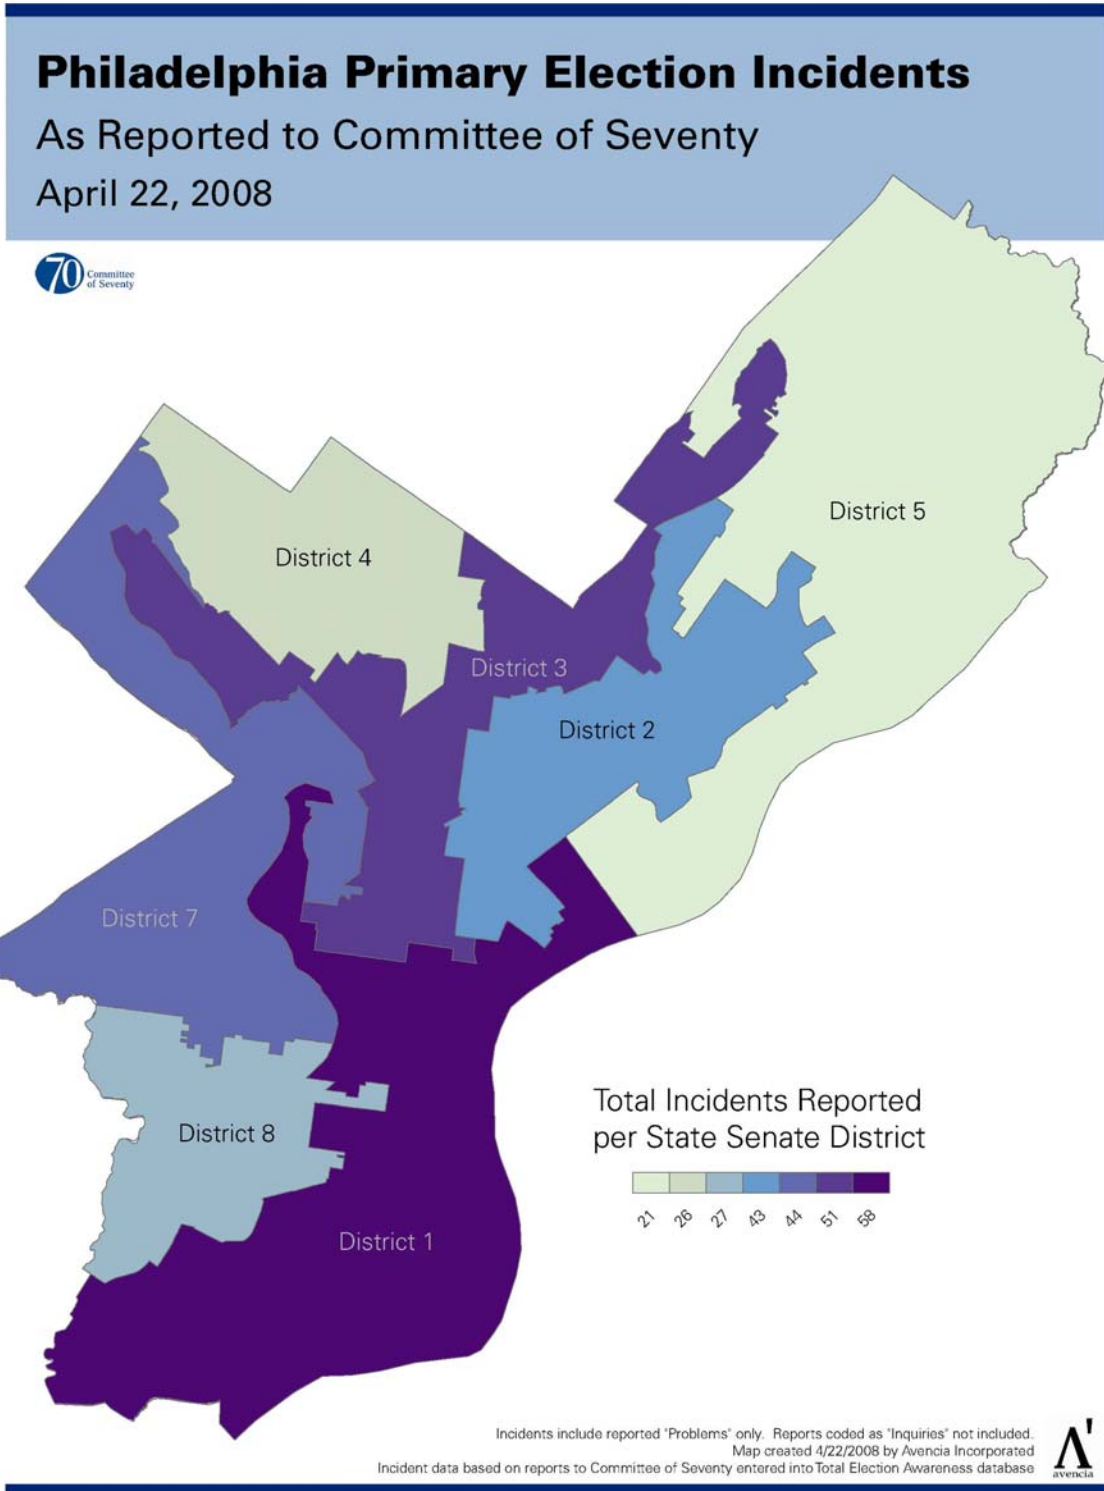 Philadelphia Primary Election Incidents
As Reported to Committee of Seventy
April 22, 2008
70 Committee
of Seventy
District 5
District 4
District 3
District 2
District 7
Total Incidents Reported
per State Senate District
District 8
21 26 27 43 44 51 58
District 1
Incidents include reported "Problems" only. Reports coded as "Inquiries" not included.
Map created 4/22/2008 by Avencia Incorporated
Incident data based on reports to Committee of Seventy entered into Total Election Awareness database
avencia